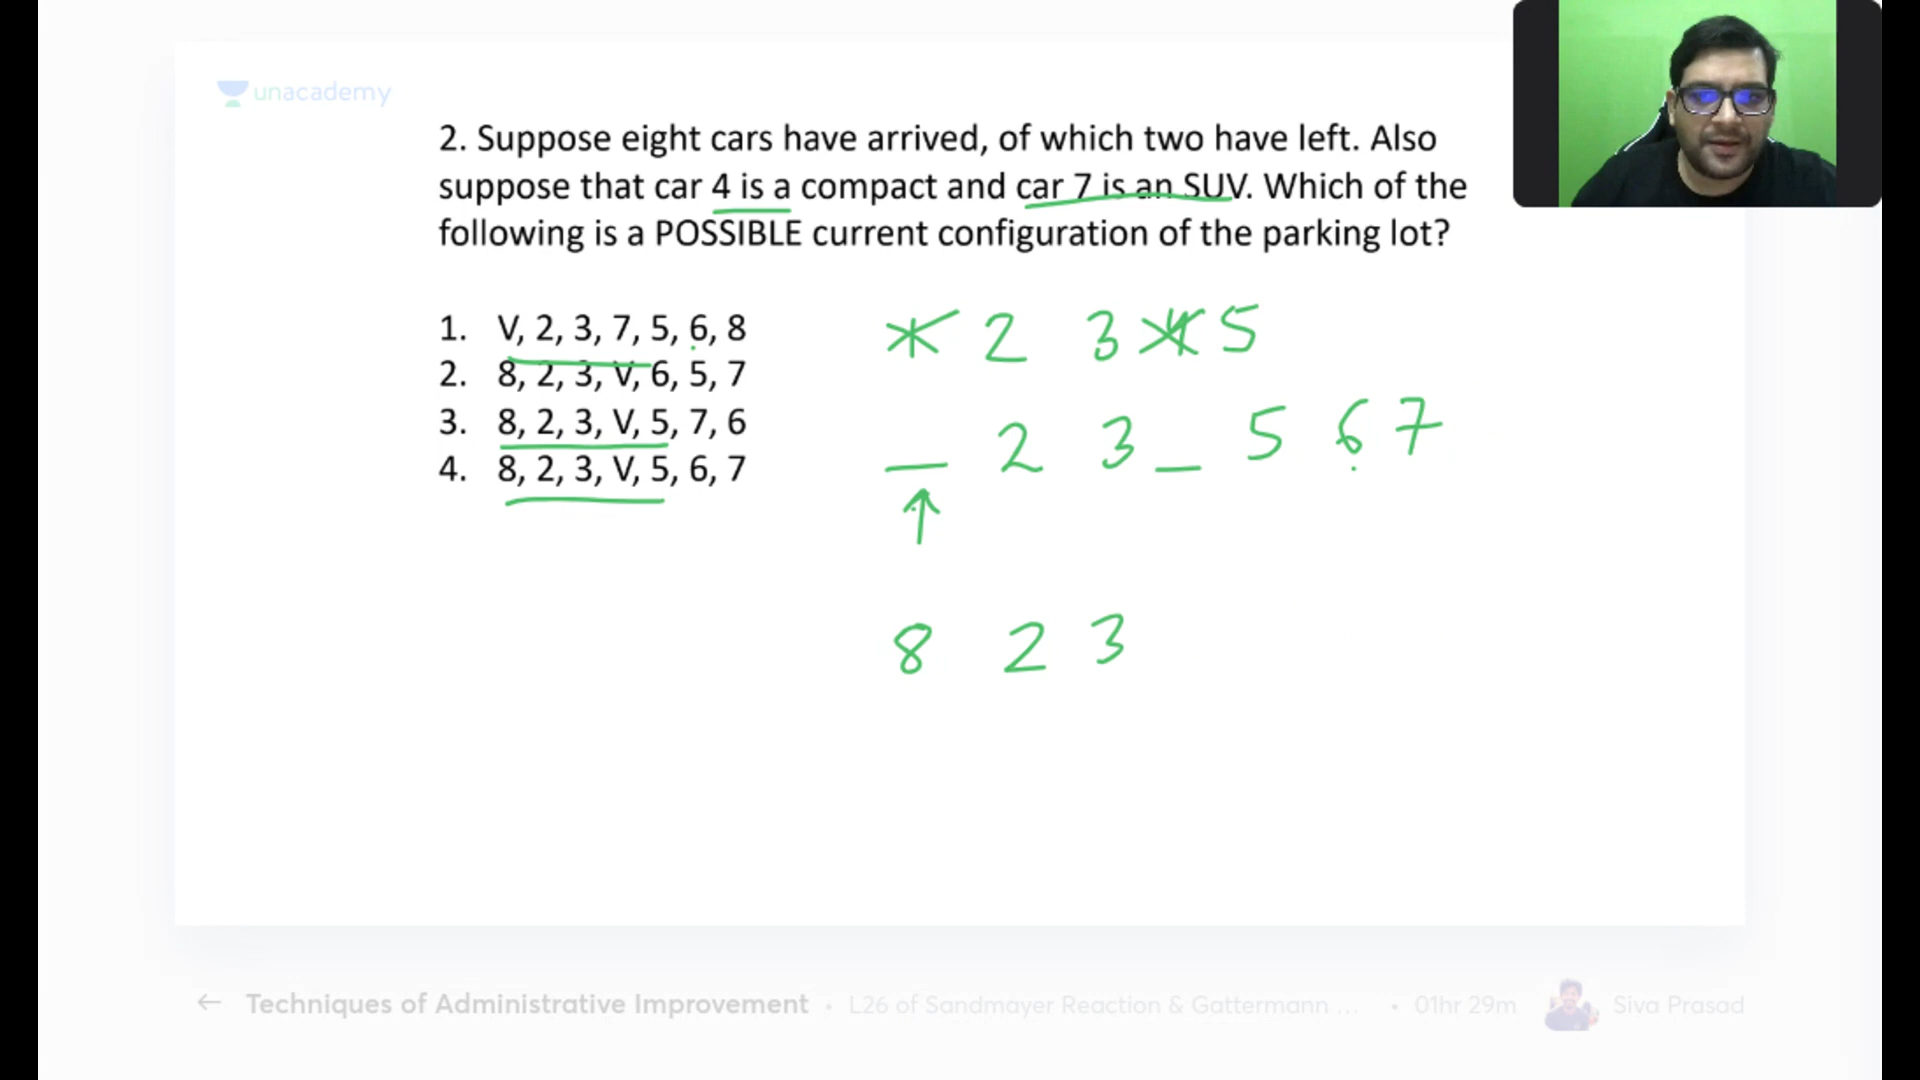 unacademy
2. Suppose eight cars have arrived, of which two have left. Also
suppose that car 4 is a compact and car 7 is an SUV. Which of the
following is a POSSIBLE current configuration of the parking lot?
1. V, 2, 3, 7, 5, 6, 8
2. 8, 2, 3, V, 6, 5, 7
3. 8, 2, 3, V, 5, 7, 6
4. 8, 2, 3, V, 5, 6, 7
2 3 4 5
_ 2 3 _ 5 6 7
8 2 3
← Techniques of Administrative Improvement • L26 of Sandmayer Reaction & Gattermann ... • 01hr 29m Siva Prasad